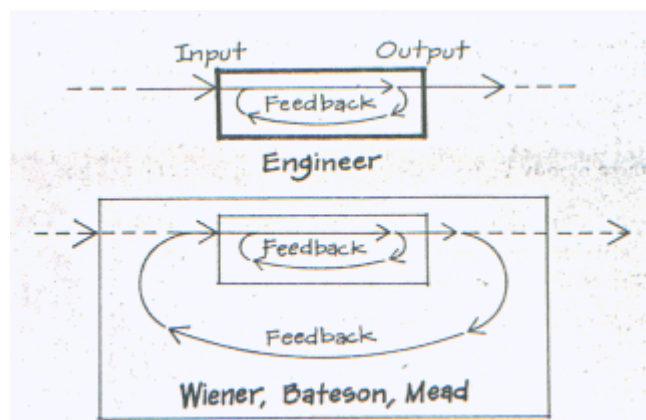 Input Output
Feedback
Engineer
Feedback
Feedback
Wiener, Bateson, Mead